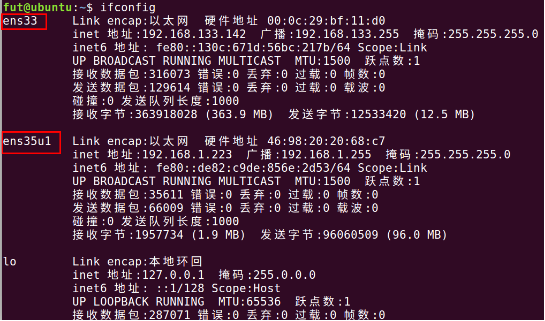 fut@ubuntu:~$ ifconfig
ens33 Link encap:以太网 硬件地址 00:0c:29:bf:11:d0
inet 地址:192.168.133.142 广播:192.168.133.255 掩码:255.255.255.0
inet6 地址: fe80::130c:671d:56bc:217b/64 Scope:Link
UP BROADCAST RUNNING MULTICAST MTU:1500 跃点数:1
接收数据包:316073 错误:0 丢弃:0 过载:0 帧数:0
发送数据包:129614 错误:0 丢弃:0 过载:0 载波:0
碰撞:0 发送队列长度:1000
接收字节:363918028 (363.9 MB) 发送字节:12533420 (12.5 MB)
ens35u1 Link encap:以太网 硬件地址 46:98:20:20:68:c7
inet 地址:192.168.1.223 广播:192.168.1.255 掩码:255.255.255.0
inet6 地址: fe80::de82:c9de:856e:2d53/64 Scope:Link
UP BROADCAST RUNNING MULTICAST MTU:1500 跃点数:1
接收数据包:35611 错误:0 丢弃:0 过载:0 帧数:0
发送数据包:66009 错误:0 丢弃:0 过载:0 载波:0
碰撞:0 发送队列长度:1000
接收字节:1957734 (1.9 MB) 发送字节:96060509 (96.0 MB)
lo Link encap:本地环回
inet 地址:127.0.0.1 掩码:255.0.0.0
inet6 地址: ::1/128 Scope:Host
UP LOOPBACK RUNNING MTU:65536 跃点数:1
接收数据包:287071 错误:0 丢弃:0 过载:0 帧数:0